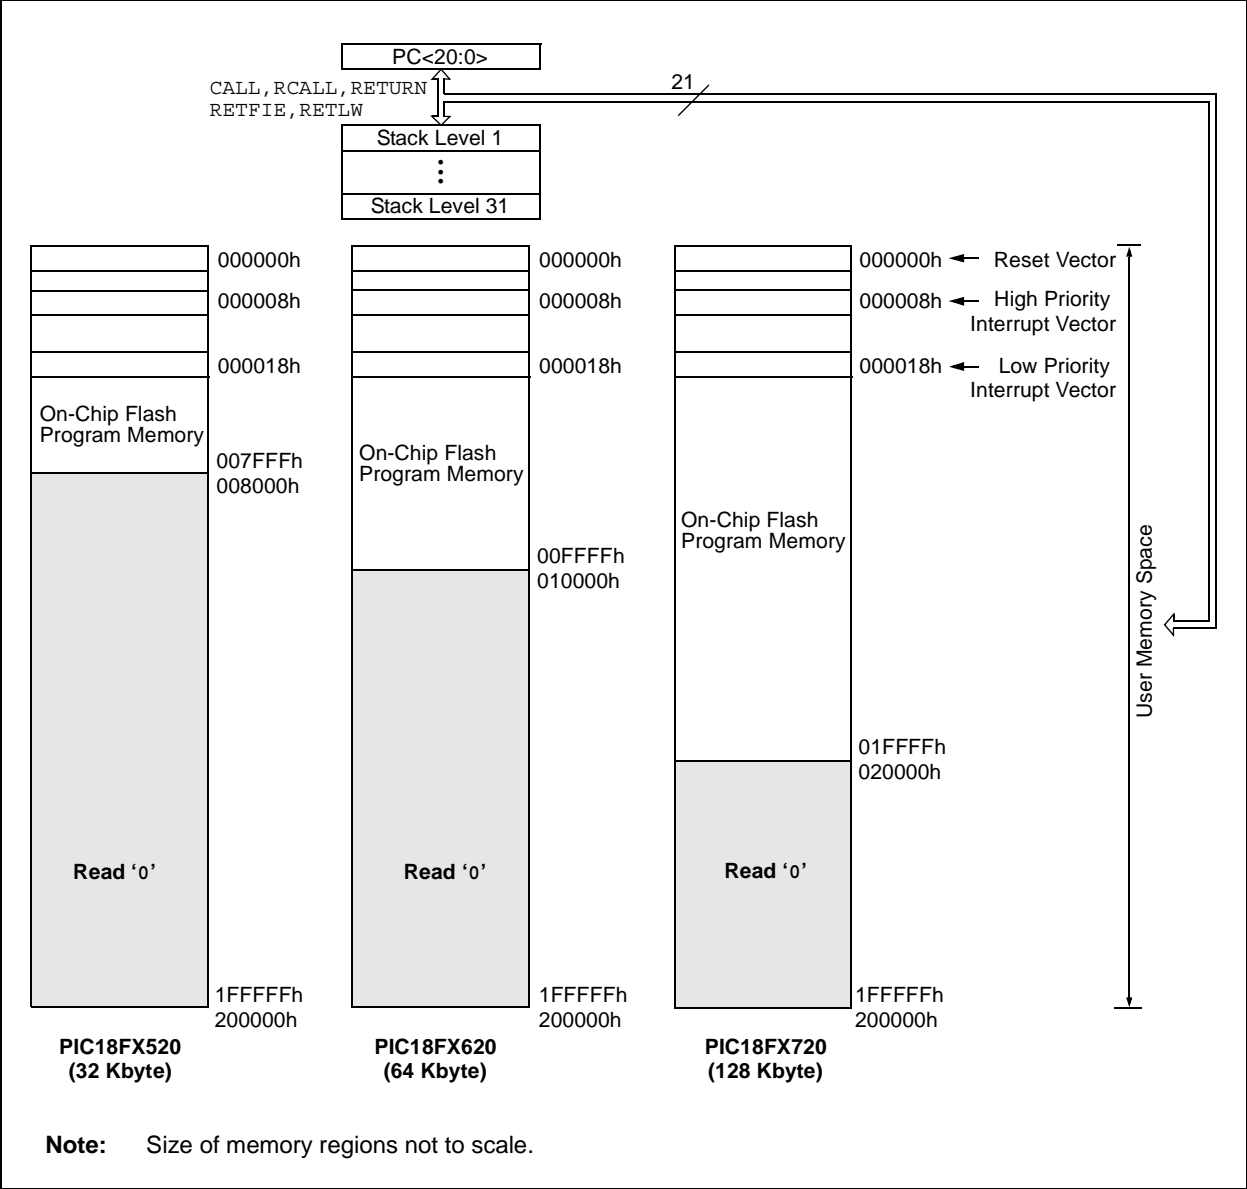 PC<20:0>
CALL,RCALL,RETURN
RETFIE,RETLW
21
Stack Level 1
Stack Level 31
000000h
000008h
000018h
On-Chip Flash
Program Memory
007FFFh
008000h
Read ‘0’
1FFFFFh
200000h
PIC18FX520
(32 Kbyte)
000000h
000008h
000018h
On-Chip Flash
Program Memory
00FFFFh
010000h
Read ‘0’
1FFFFFh
200000h
PIC18FX620
(64 Kbyte)
000000h
Reset Vector
000008h
High Priority
Interrupt Vector
000018h
Low Priority
Interrupt Vector
On-Chip Flash
Program Memory
01FFFFh
020000h
Read ‘0’
1FFFFFh
200000h
PIC18FX720
(128 Kbyte)
User Memory Space
Note: Size of memory regions not to scale.